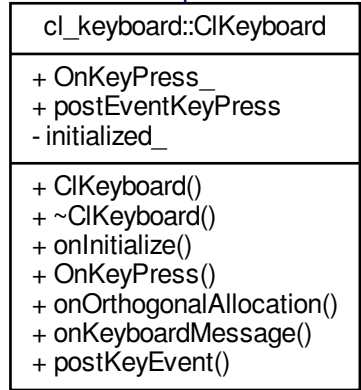 cl_keyboard::ClKeyboard
+ OnKeyPress_
+ postEventKeyPress
- initialized_
+ ClKeyboard()
+ ~ClKeyboard()
+ onInitialize()
+ OnKeyPress()
+ onOrthogonalAllocation()
+ onKeyboardMessage()
+ postKeyEvent()